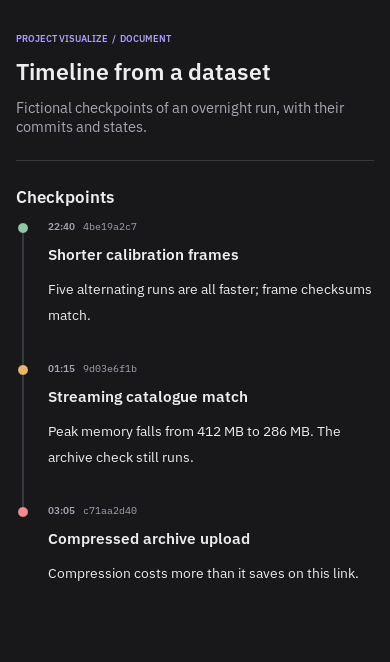 PROJECT VISUALIZE / DOCUMENT
Timeline from a dataset
Fictional checkpoints of an overnight run, with their
commits and states.
Checkpoints
22:40 4be19a2c7
Shorter calibration frames
Five alternating runs are all faster; frame checksums
match.
01:15 9d03e6f1b
Streaming catalogue match
Peak memory falls from 412 MB to 286 MB. The
archive check still runs.
03:05 c71aa2d40
Compressed archive upload
Compression costs more than it saves on this link.